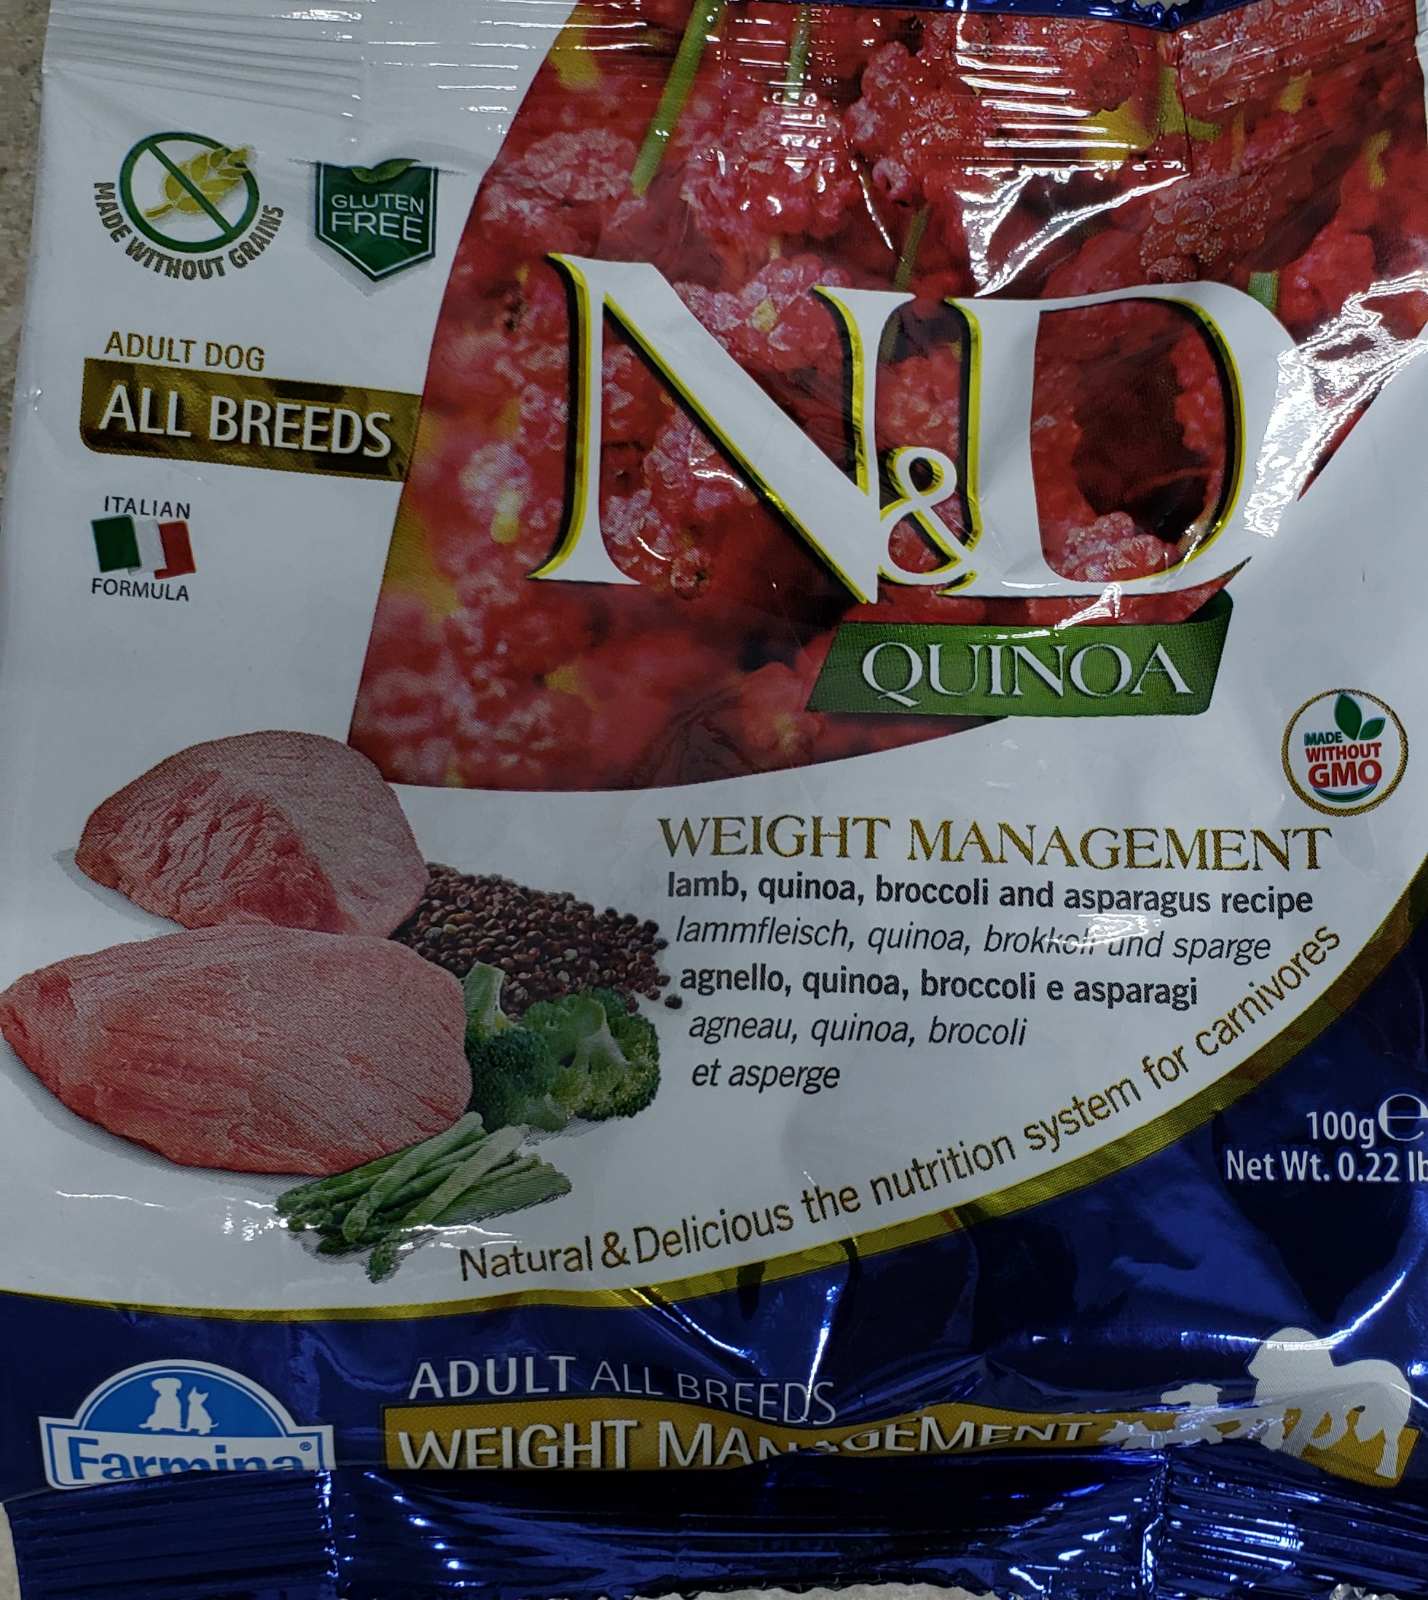 MADE WITHOUT GRAINS
GLUTEN
FREE
ADULT DOG
ALL BREEDS
ITALIAN
FORMULA
N&D
QUINOA
MADE
WITHOUT
GMO
WEIGHT MANAGEMENT
lamb, quinoa, broccoli and asparagus recipe
lammfleisch, quinoa, brokkoli und sparge
agnello, quinoa, broccoli e asparagi
agneau, quinoa, brocoli
et asperge
Natural & Delicious the nutrition system for carnivores
100g℮
Net Wt. 0.22 lb
Farmina®
ADULT ALL BREEDS
WEIGHT MANAGEMENT